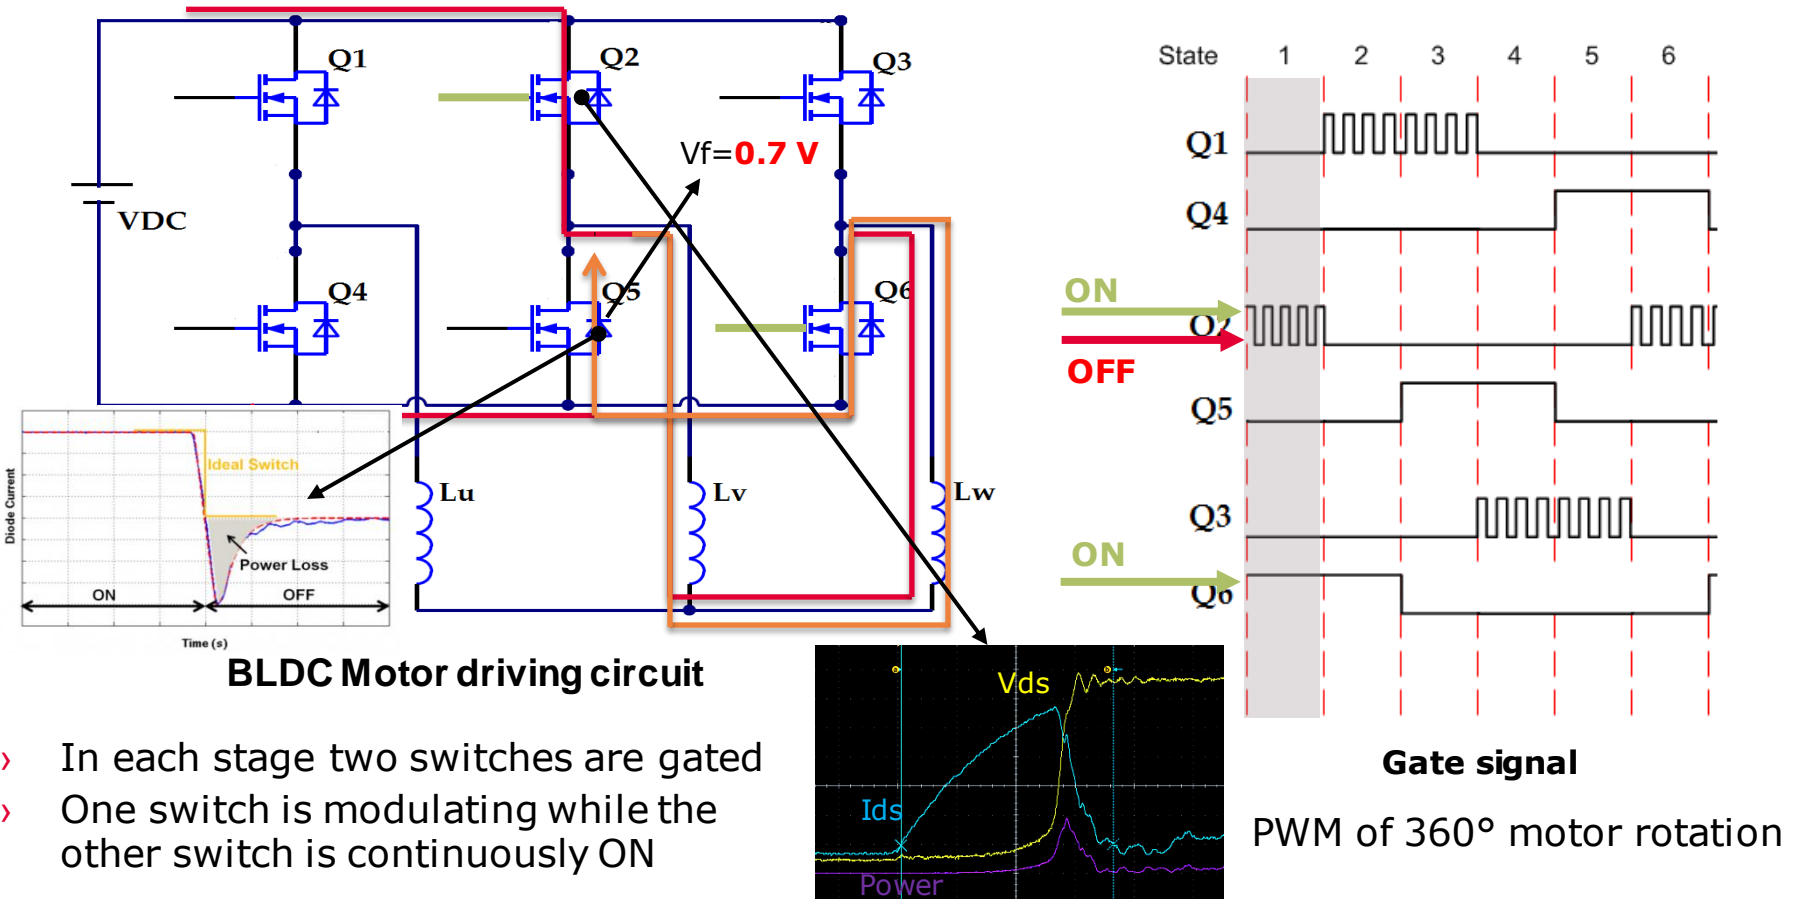 Q1
Q2
Q3
Vf=0.7 V
VDC
Q4
Q5
Q6
Lu
Lv
Lw
Diode Current
Ideal Switch
Power Loss
ON
OFF
Time (s)
BLDC Motor driving circuit
› In each stage two switches are gated
› One switch is modulating while the
other switch is continuously ON
Vds
Ids
Power
b
b
State 1 2 3 4 5 6
Q1
Q4
ON
Q2
OFF
Q5
Q3
ON
Q6
Gate signal
PWM of 360° motor rotation